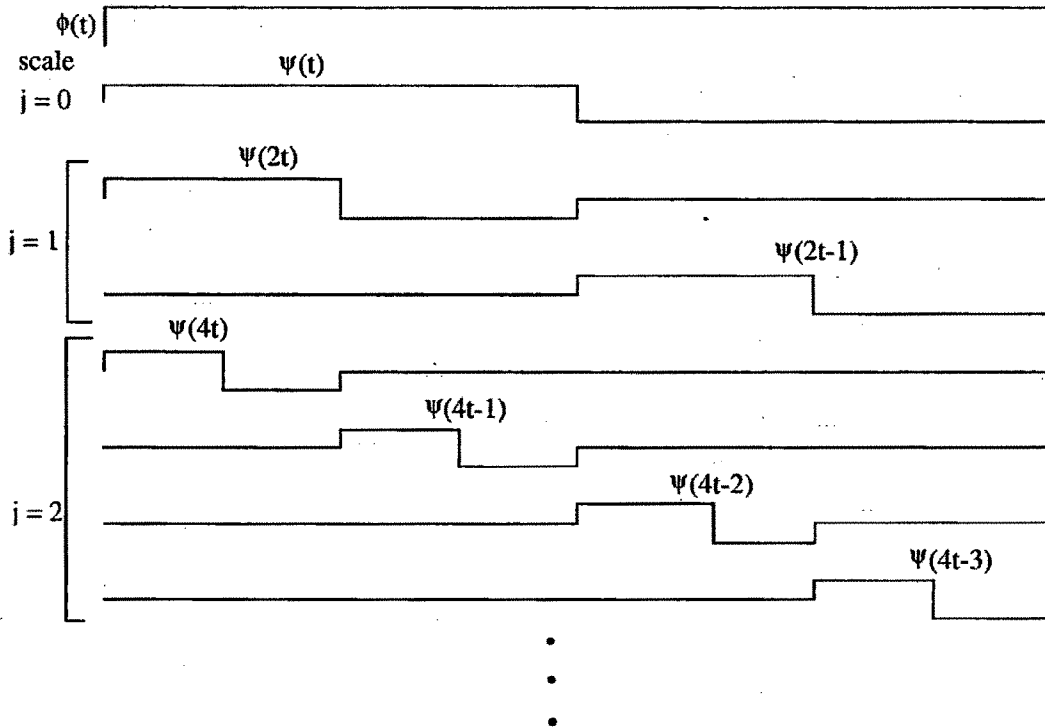 ϕ(t)
scale
ψ(t)
j = 0
ψ(2t)
j = 1
ψ(2t-1)
ψ(4t)
ψ(4t-1)
ψ(4t-2)
j = 2
ψ(4t-3)